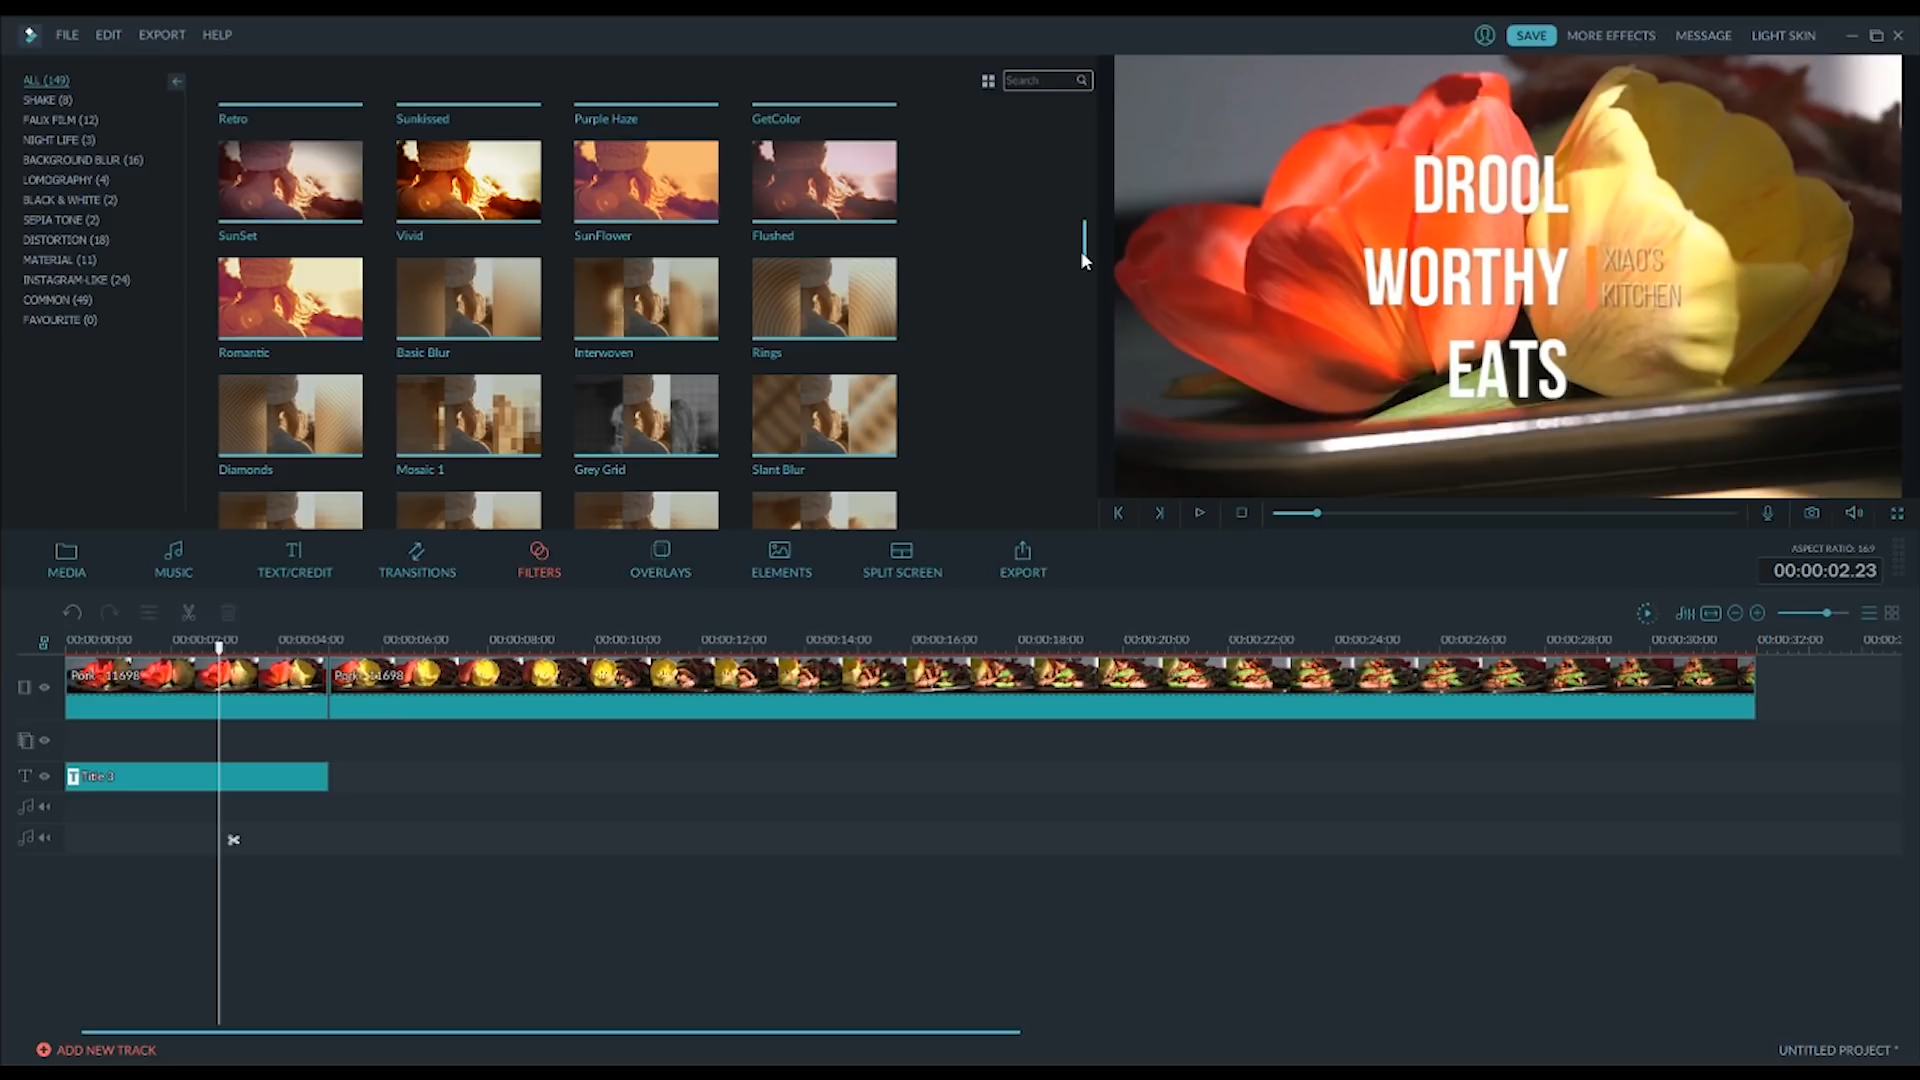 FILE EDIT EXPORT HELP
SAVE MORE EFFECTS MESSAGE LIGHT SKIN
ALL (149)
SHAKE (8)
FAUX FILM (12)
NIGHT LIFE (3)
BACKGROUND BLUR (16)
LOMOGRAPHY (4)
BLACK & WHITE (2)
SEPIA TONE (2)
DISTORTION (18)
MATERIAL (11)
INSTAGRAM-LIKE (24)
COMMON (49)
FAVOURITE (0)
Search
Retro Sunkissed Purple Haze GetColor
SunSet Vivid SunFlower Flushed
Romantic Basic Blur Interwoven Rings
Diamonds Mosaic 1 Grey Grid Slant Blur
DROOL
WORTHY
EATS
XIAO'S
KITCHEN
MEDIA MUSIC TEXT/CREDIT TRANSITIONS FILTERS OVERLAYS ELEMENTS SPLIT SCREEN EXPORT
ASPECT RATIO: 16:9
00:00:02.23
00:00:00:00 00:00:02:00 00:00:04:00 00:00:06:00 00:00:08:00 00:00:10:00 00:00:12:00 00:00:14:00 00:00:16:00 00:00:18:00 00:00:20:00 00:00:22:00 00:00:24:00 00:00:26:00 00:00:28:00 00:00:30:00 00:00:32:00 00:00:
Pork - 11698 Pork - 11698
T Title 3
ADD NEW TRACK
UNTITLED PROJECT *